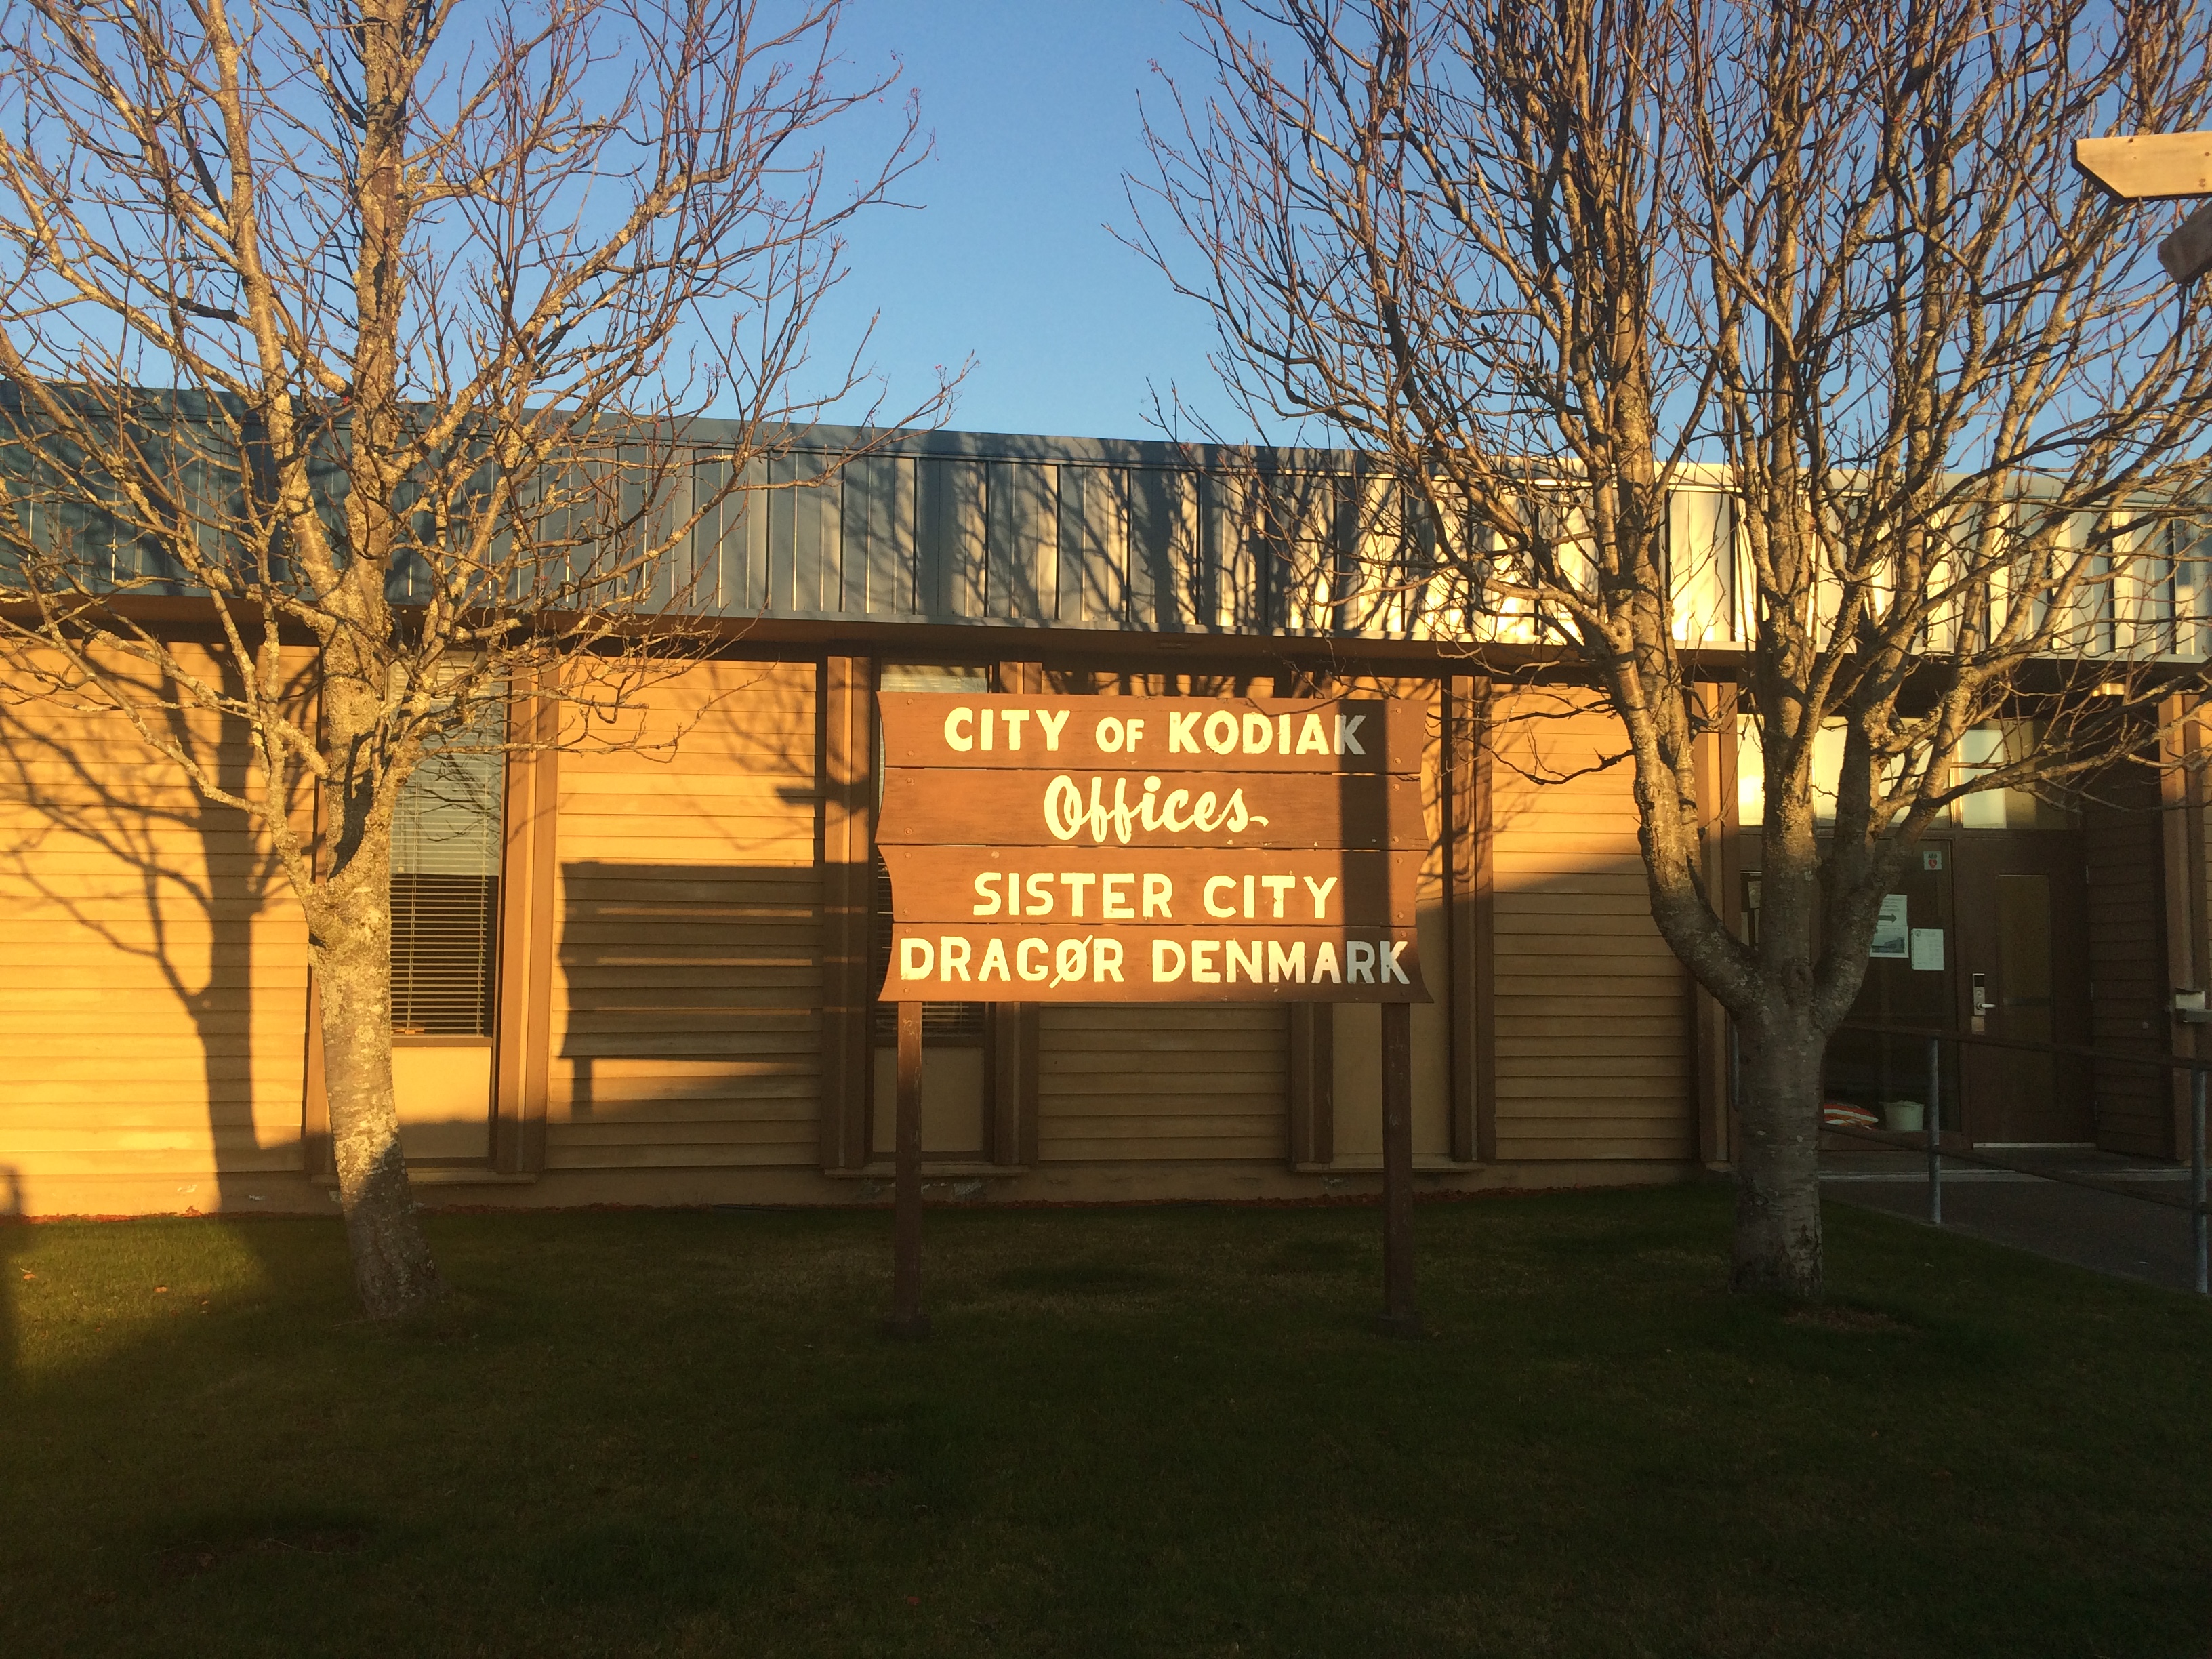 CITY OF KODIAK
Offices
SISTER CITY
DRAGØR DENMARK